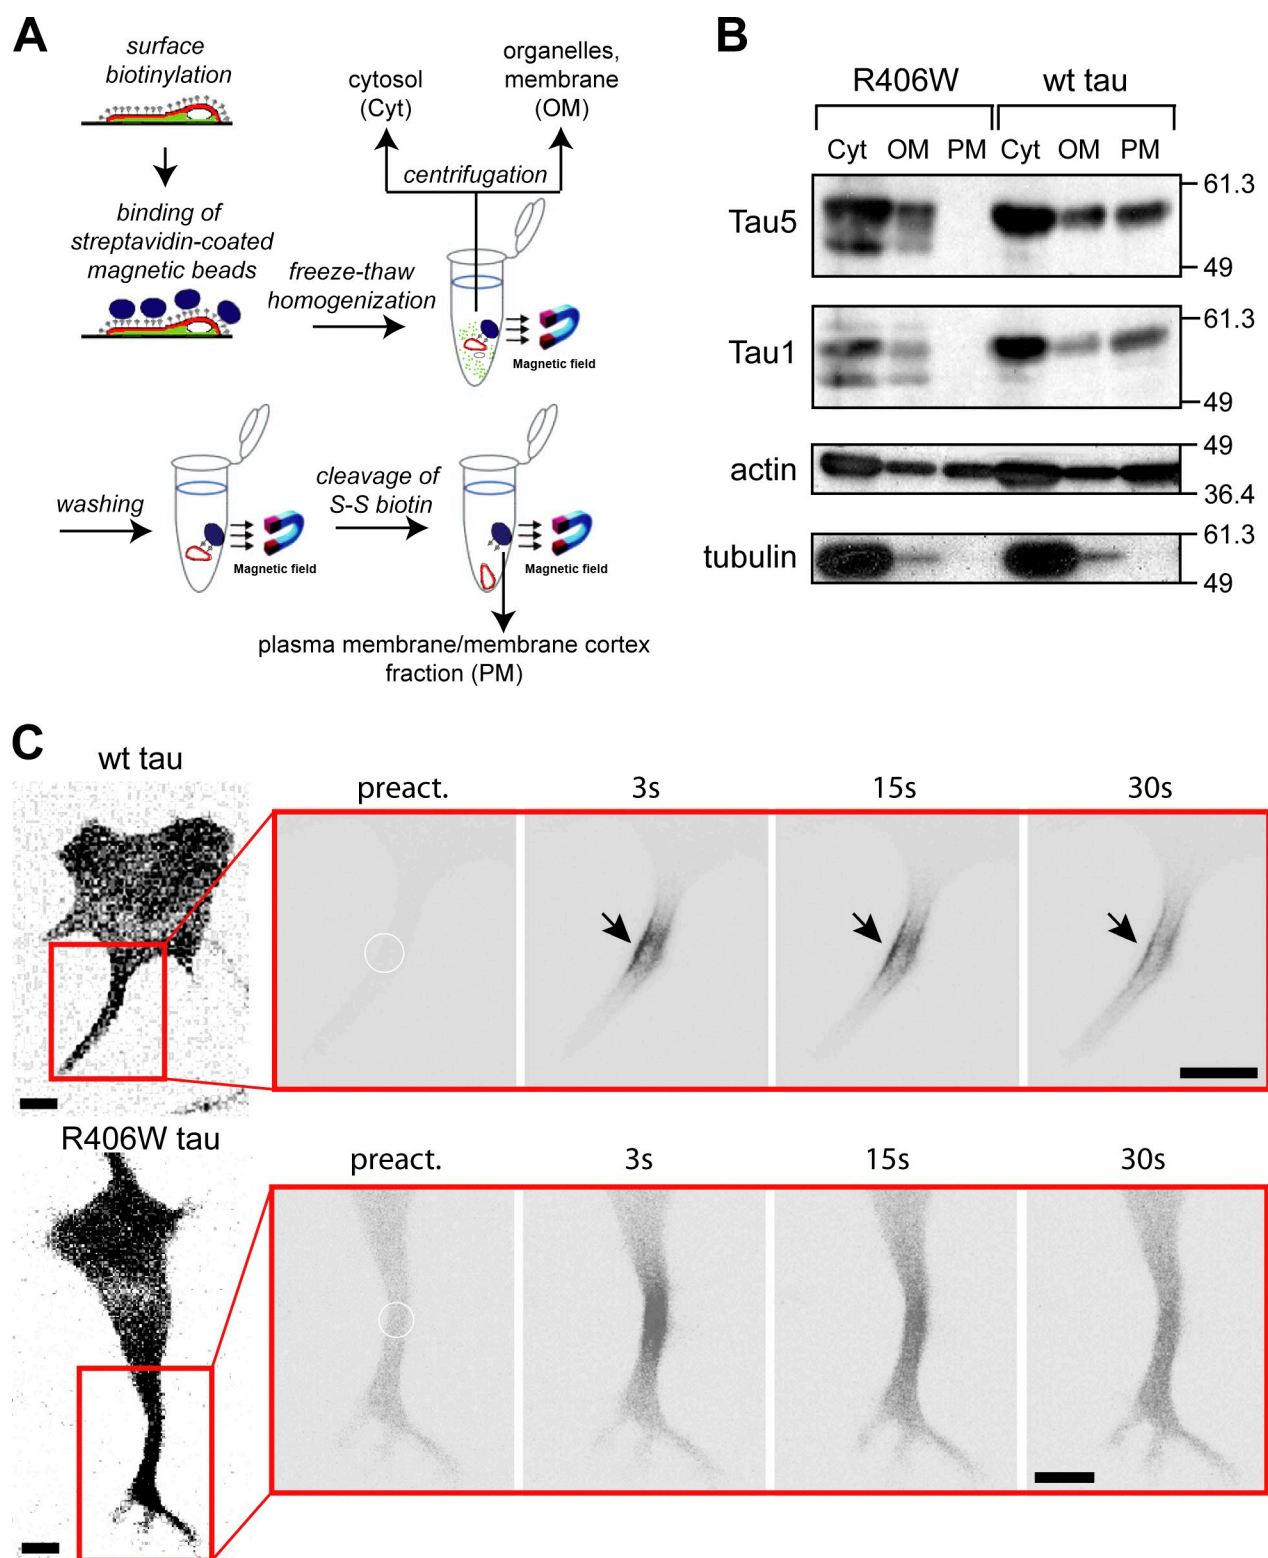 A
surface
biotinylation
binding of
streptavidin-coated
magnetic beads
freeze-thaw
homogenization
cytosol
(Cyt)
organelles,
membrane
(OM)
centrifugation
Magnetic field
washing
Magnetic field
cleavage of
S-S biotin
Magnetic field
plasma membrane/membrane cortex
fraction (PM)
B
R406W wt tau
Cyt OM PM Cyt OM PM
Tau5
61.3
49
Tau1
61.3
49
actin
49
36.4
tubulin
61.3
49
C
wt tau
preact. 3s 15s 30s
R406W tau
preact. 3s 15s 30s